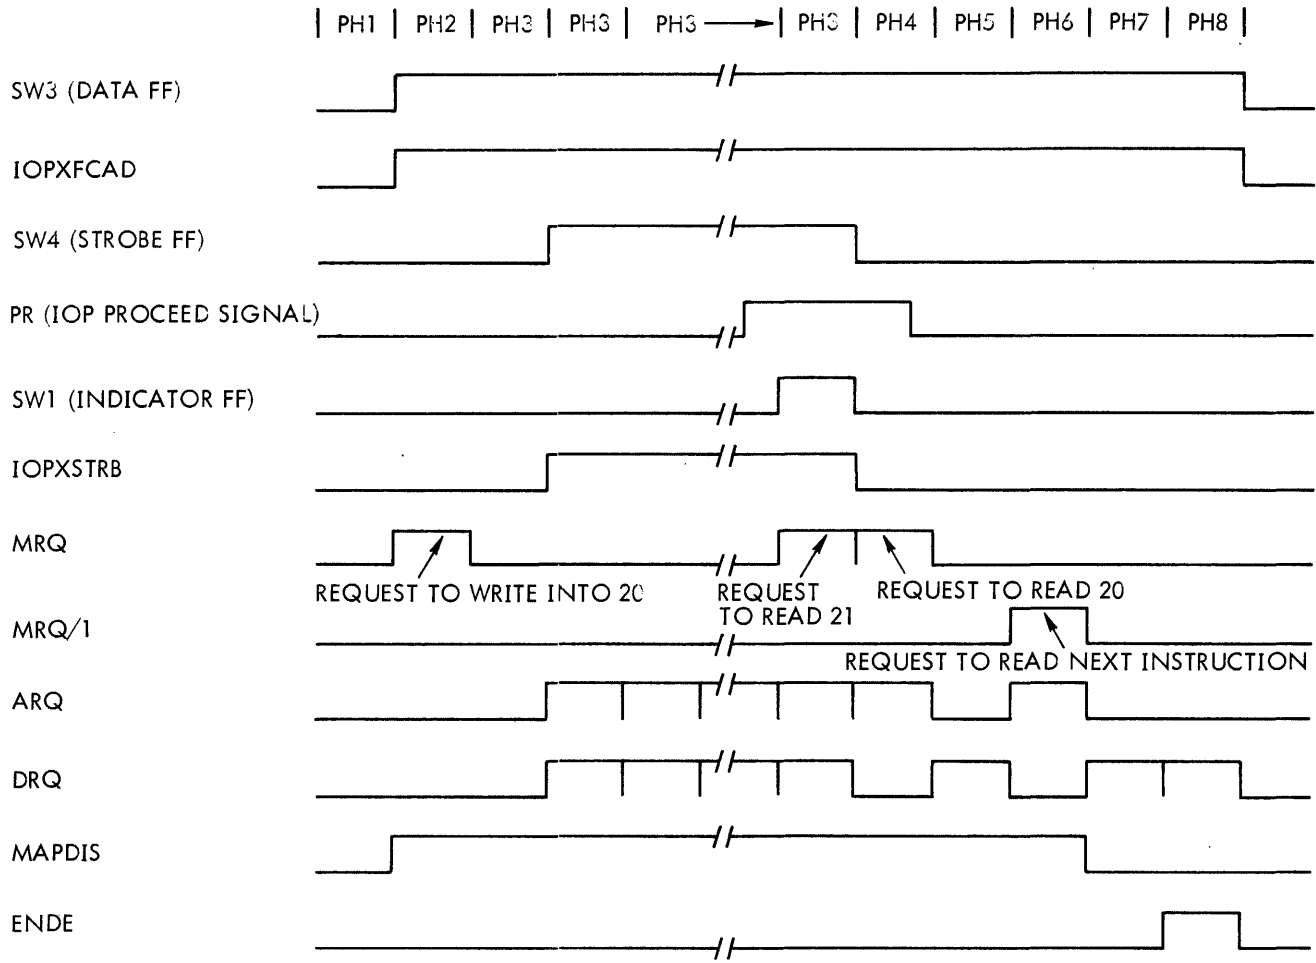 PH1 PH2 PH3 PH3 PH3 PH3 PH4 PH5 PH6 PH7 PH8
SW3 (DATA FF)
IOPXFCAD
SW4 (STROBE FF)
PR (IOP PROCEED SIGNAL)
SW1 (INDICATOR FF)
IOPXSTRB
MRQ
REQUEST TO WRITE INTO 20
REQUEST
TO READ 21
REQUEST TO READ 20
MRQ/1
REQUEST TO READ NEXT INSTRUCTION
ARQ
DRQ
MAPDIS
ENDE